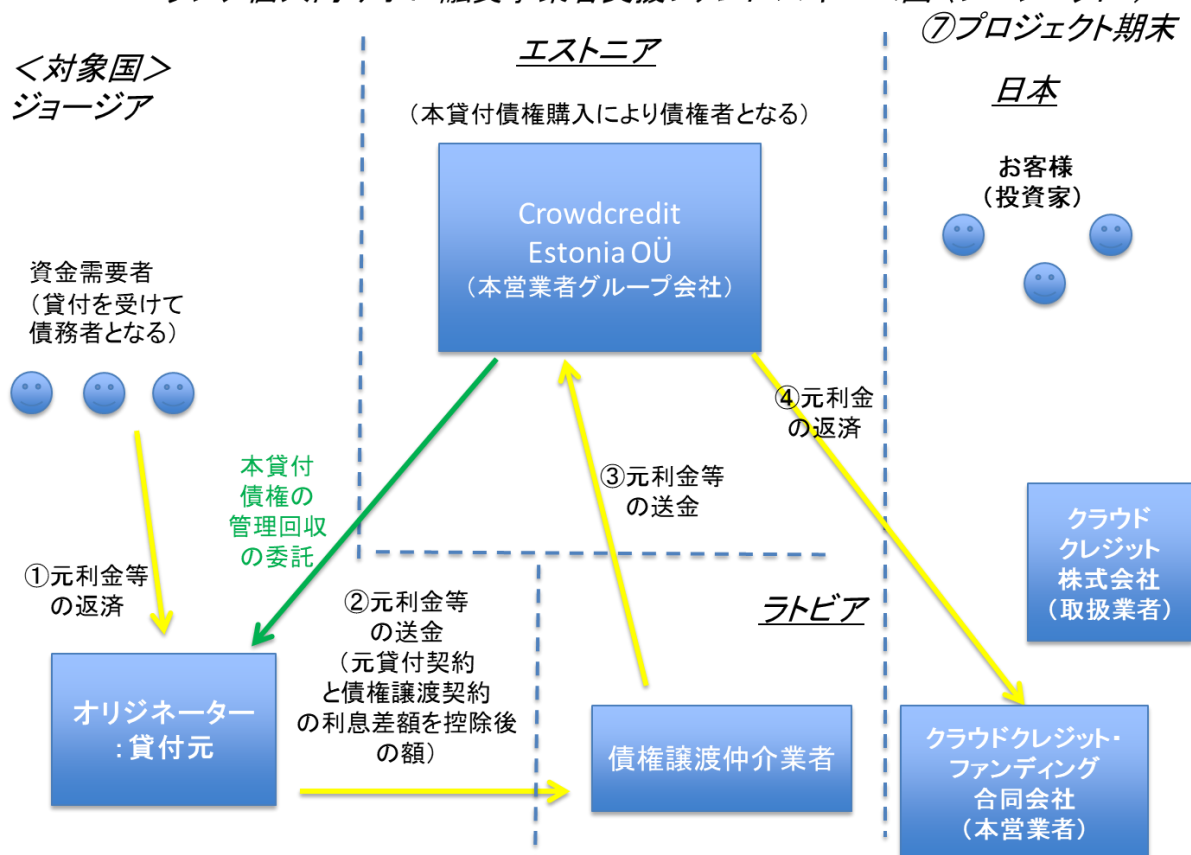 ⑦プロジェクト期末
＜対象国＞
ジョージア
エストニア
日本
（本貸付債権購入により債権者となる）
Crowdcredit
Estonia OÜ
（本営業者グループ会社）
お客様
（投資家）
資金需要者
（貸付を受けて
債務者となる）
本貸付
債権の
管理回収
の委託
①元利金等
の返済
②元利金等
の送金
（元貸付契約
と債権譲渡契約
の利息差額を控除後
の額）
③元利金等
の送金
④元利金
の返済
ラトビア
オリジネーター
：貸付元
債権譲渡仲介業者
クラウド
クレジット
株式会社
（取扱業者）
クラウドクレジット・
ファンディング
合同会社
（本営業者）